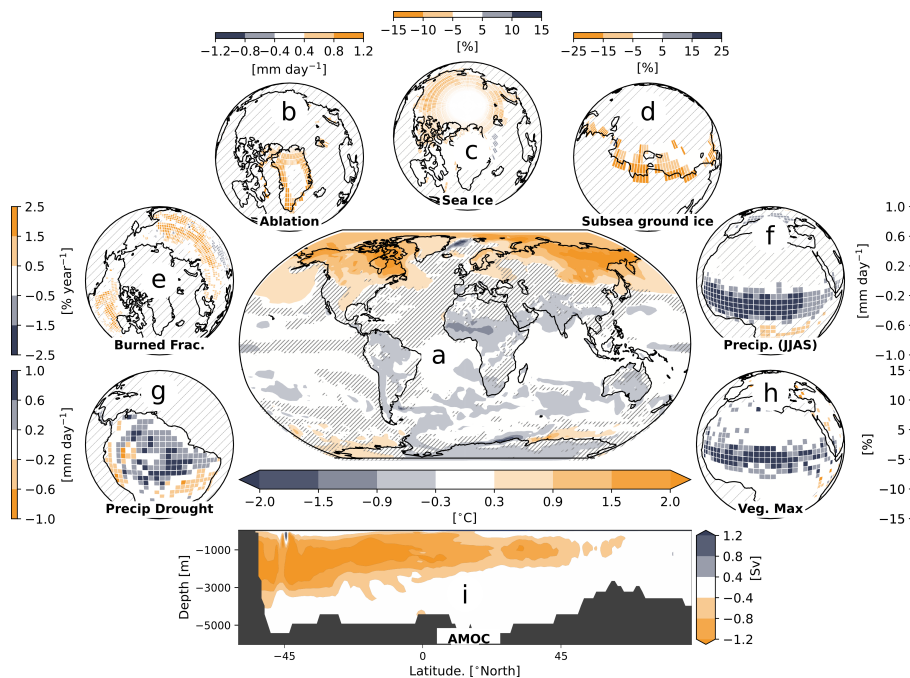 −15 −10 −5 5 10 15
[%]
−1.2 −0.8 −0.4 0.4 0.8 1.2
[mm day⁻¹]
−25 −15 −5 5 15 25
[%]
b
c
d
Ablation
Sea Ice
Subsea ground ice
2.5
1.5
0.5
−0.5
−1.5
−2.5
[% year⁻¹]
e
Burned Frac.
a
f
Precip. (JJAS)
1.0
0.6
0.2
−0.2
−0.6
−1.0
[mm day⁻¹]
1.0
0.6
0.2
−0.2
−0.6
−1.0
[mm day⁻¹]
g
Precip Drought
h
Veg. Max
15
10
5
−5
−10
−15
[%]
−2.0 −1.5 −0.9 −0.3 0.3 0.9 1.5 2.0
[°C]
Depth [m]
−1000
−3000
−5000
i
AMOC
−45 0 45
Latitude. [°North]
1.2
0.8
0.4
−0.4
−0.8
−1.2
[Sv]